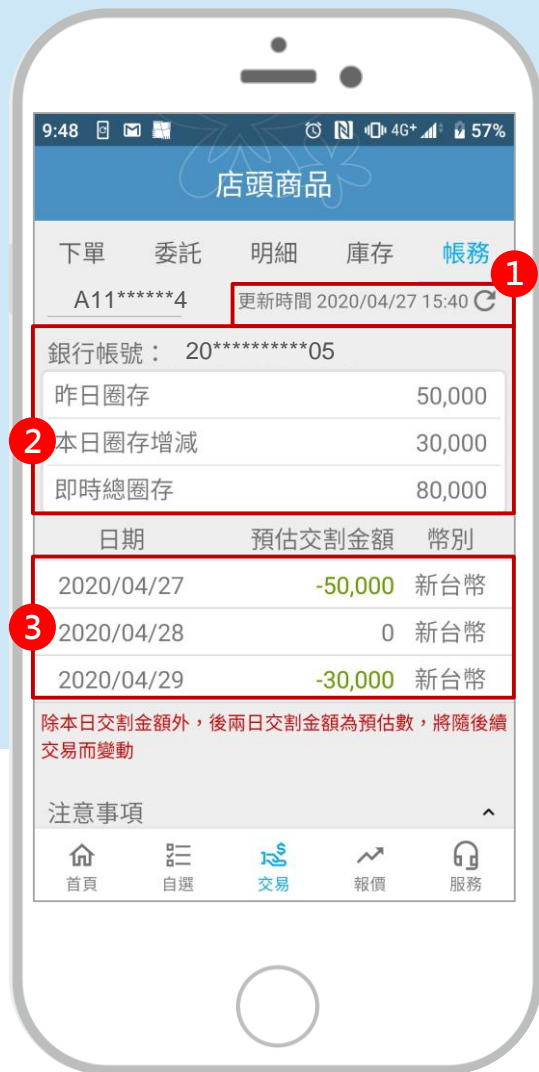 9:48 4G+ 57%
店頭商品
下單 委託 明細 庫存 帳務
1
A11******4 更新時間 2020/04/27 15:40
銀行帳號： 20**********05
昨日圈存 50,000
2
本日圈存增減 30,000
即時總圈存 80,000
日期 預估交割金額 幣別
2020/04/27 -50,000 新台幣
3
2020/04/28 0 新台幣
2020/04/29 -30,000 新台幣
除本日交割金額外，後兩日交割金額為預估數，將隨後續
交易而變動
注意事項
首頁 自選 交易 報價 服務